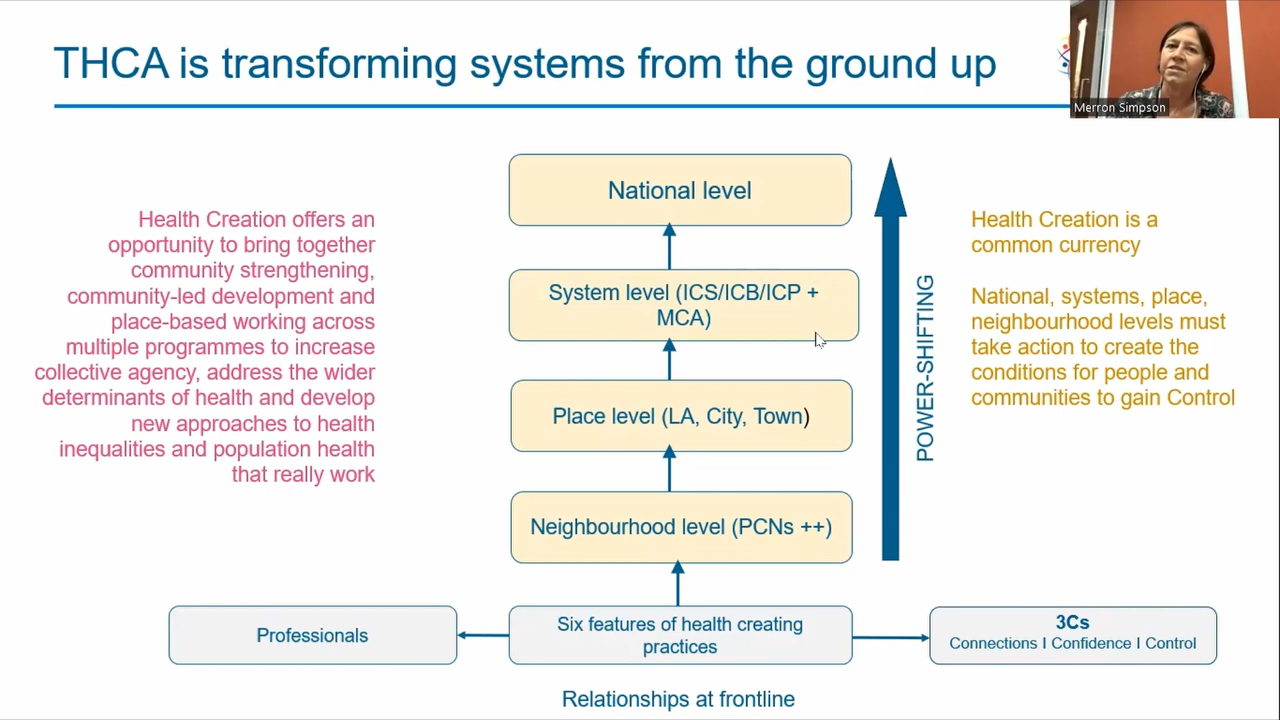 THCA is transforming systems from the ground up
Merron Simpson
Health Creation offers an
opportunity to bring together
community strengthening,
community-led development and
place-based working across
multiple programmes to increase
collective agency, address the wider
determinants of health and develop
new approaches to health
inequalities and population health
that really work
National level
System level (ICS/ICB/ICP +
MCA)
Place level (LA, City, Town)
Neighbourhood level (PCNs ++)
POWER-SHIFTING
Health Creation is a
common currency
National, systems, place,
neighbourhood levels must
take action to create the
conditions for people and
communities to gain Control
Professionals
Six features of health creating
practices
3Cs
Connections I Confidence I Control
Relationships at frontline